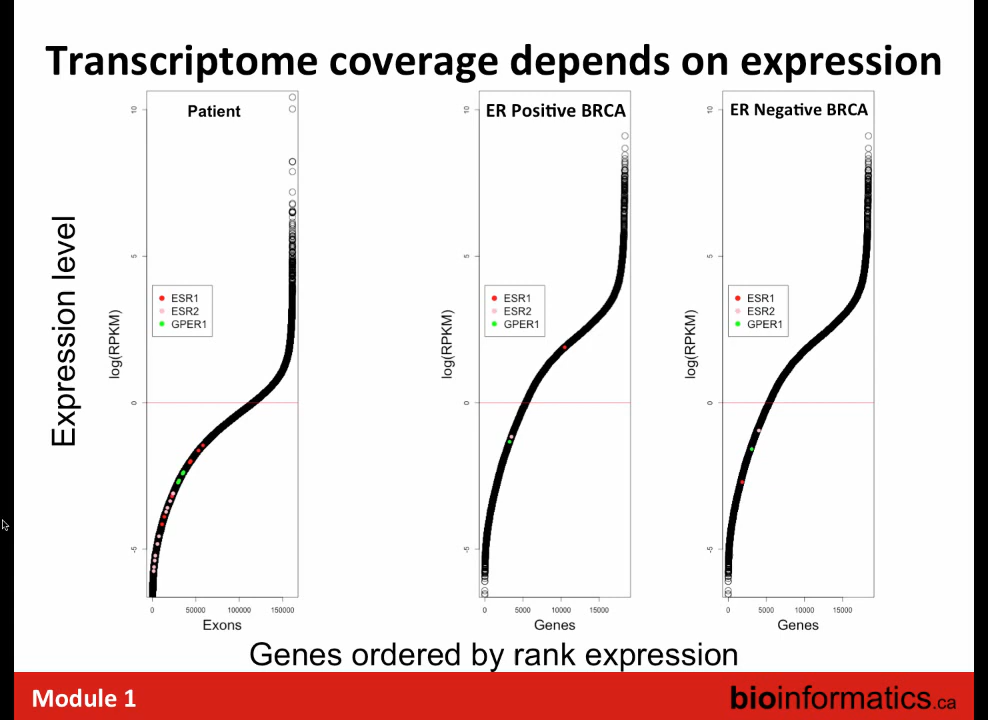 Transcriptome coverage depends on expression
Expression level
Patient
log(RPKM)
10
5
0
-5
ESR1
ESR2
GPER1
0 50000 100000 150000
Exons
ER Positive BRCA
log(RPKM)
10
5
0
-5
ESR1
ESR2
GPER1
0 5000 10000 15000
Genes
ER Negative BRCA
log(RPKM)
10
5
0
-5
ESR1
ESR2
GPER1
0 5000 10000 15000
Genes
Genes ordered by rank expression
Module 1
bioinformatics.ca